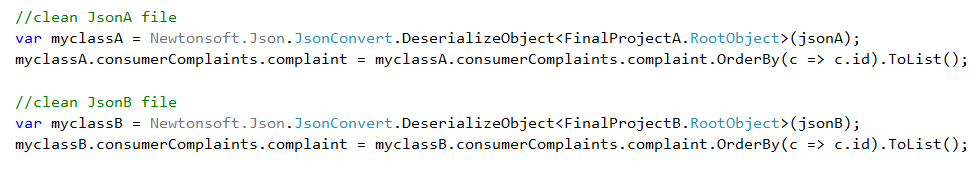 //clean JsonA file
var myclassA = Newtonsoft.Json.JsonConvert.DeserializeObject<FinalProjectA.RootObject>(jsonA);
myclassA.consumerComplaints.complaint = myclassA.consumerComplaints.complaint.OrderBy(c => c.id).ToList();
//clean JsonB file
var myclassB = Newtonsoft.Json.JsonConvert.DeserializeObject<FinalProjectB.RootObject>(jsonB);
myclassB.consumerComplaints.complaint = myclassB.consumerComplaints.complaint.OrderBy(c => c.id).ToList();